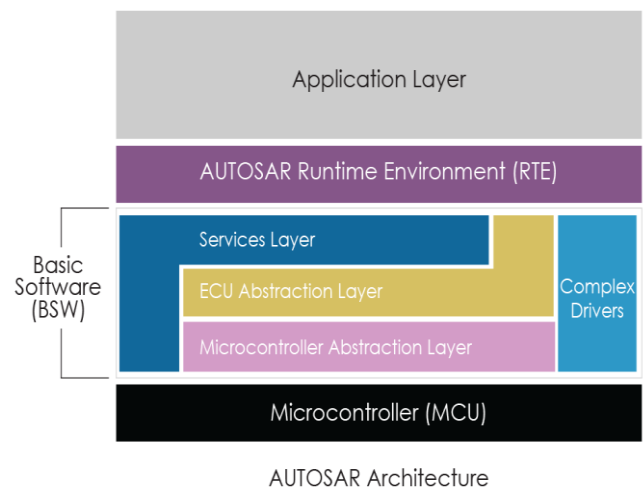 Application Layer
AUTOSAR Runtime Environment (RTE)
Basic
Software
(BSW)
Services Layer
ECU Abstraction Layer
Microcontroller Abstraction Layer
Complex
Drivers
Microcontroller (MCU)
AUTOSAR Architecture